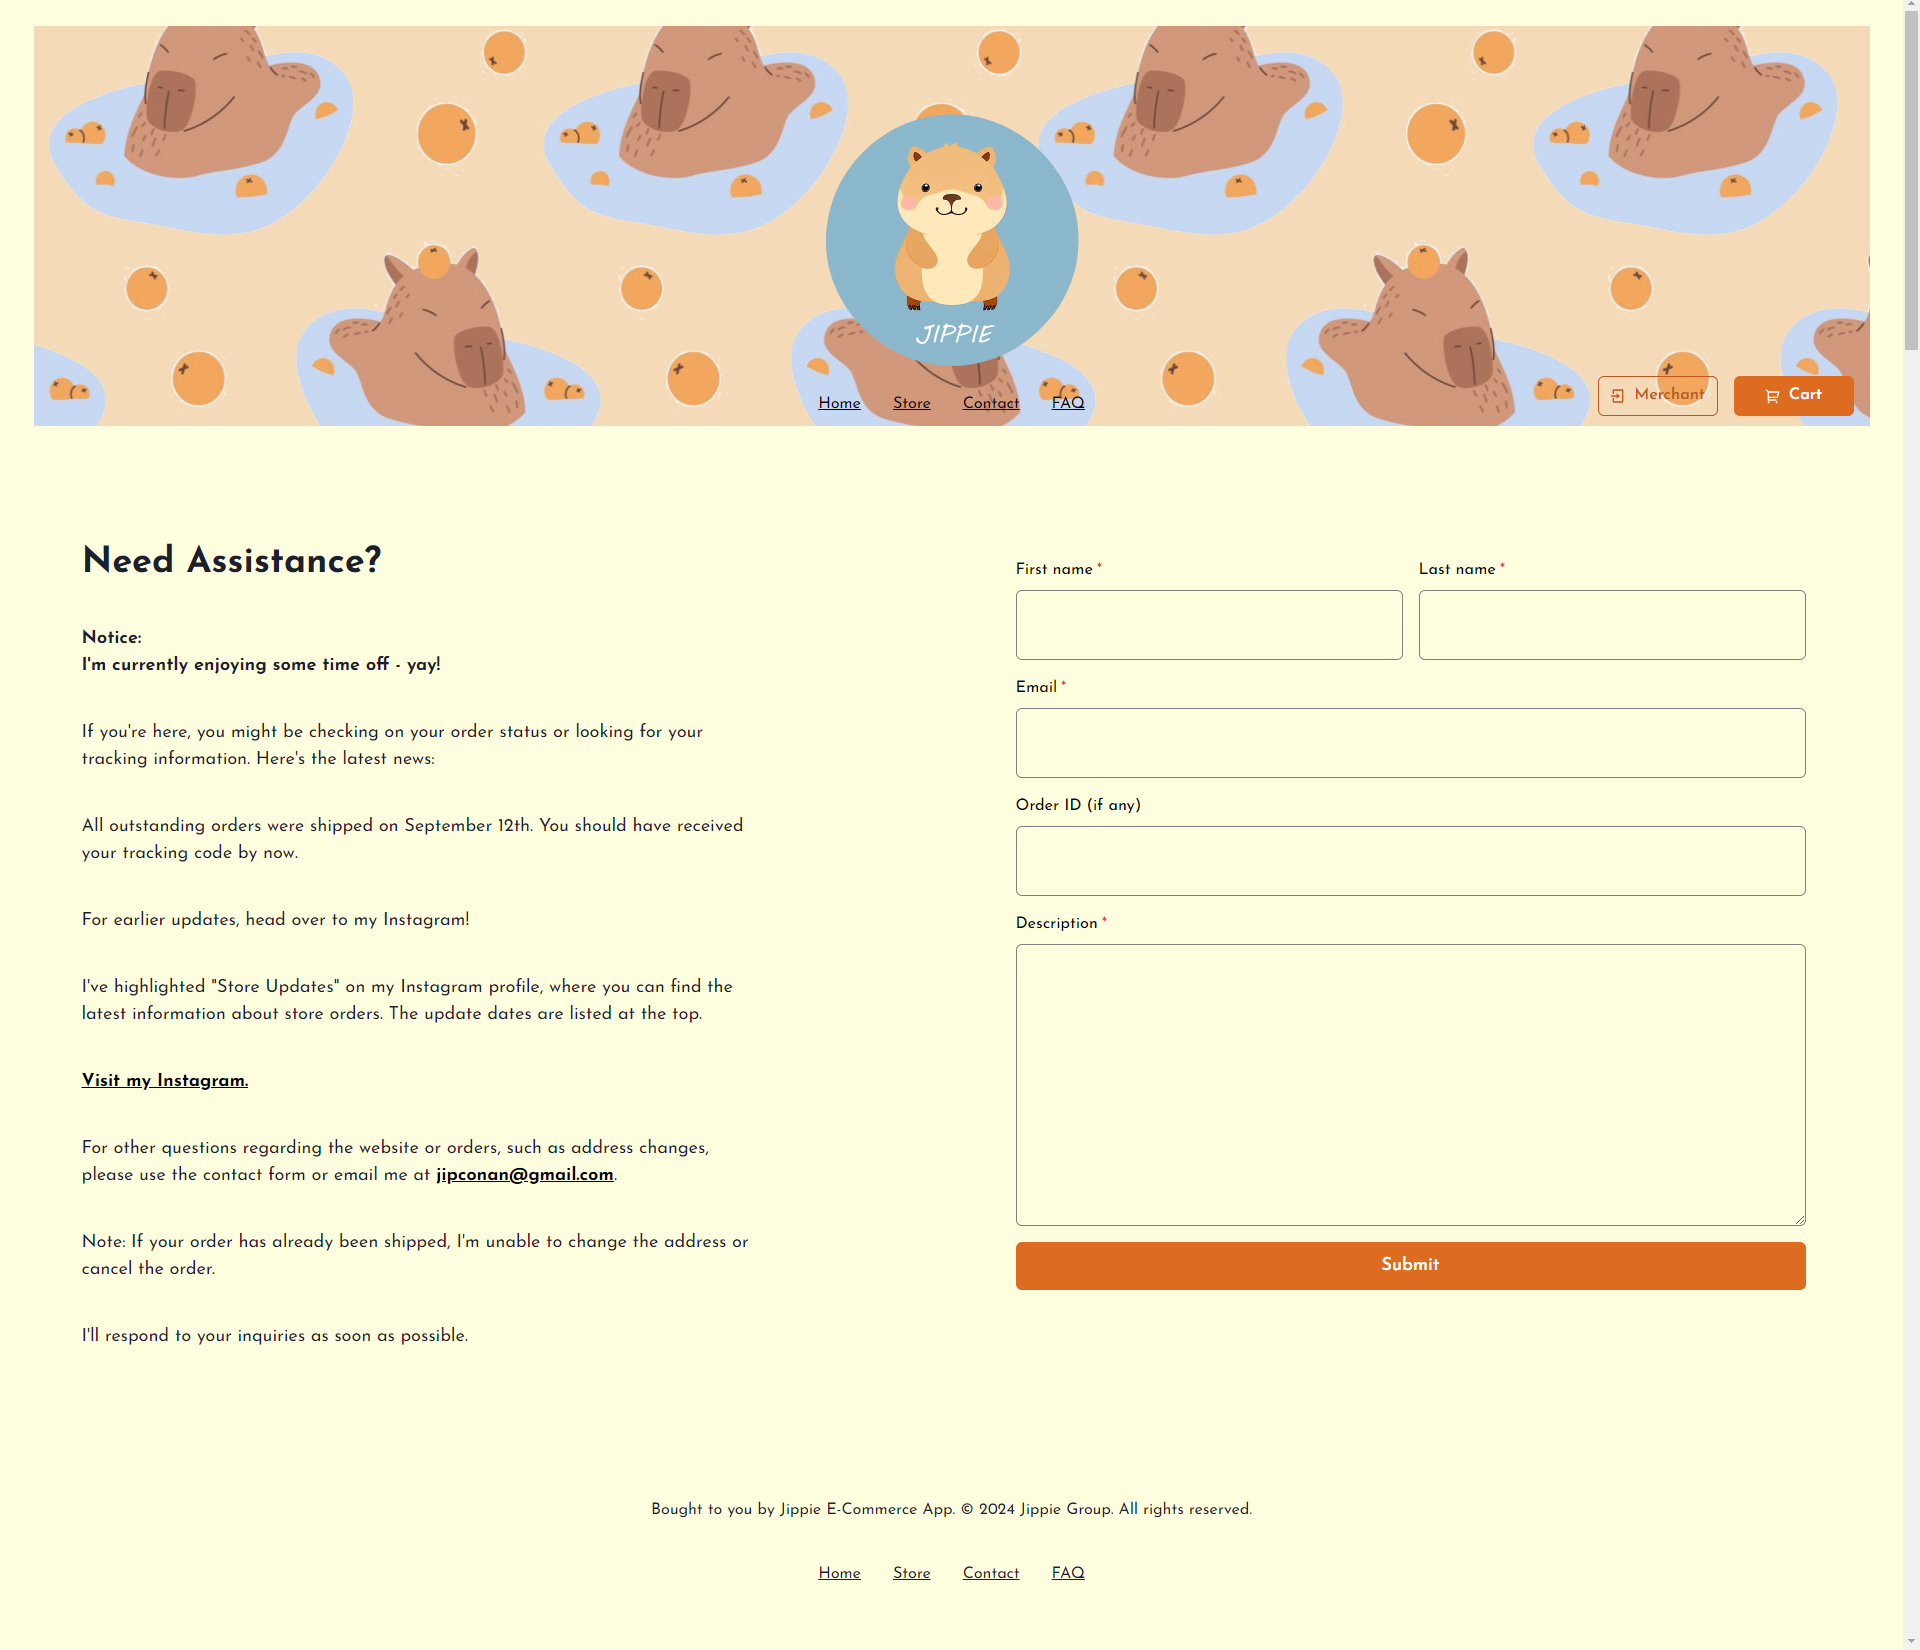 JIPPIE
Home Store Contact FAQ
Merchant Cart
Need Assistance?
Notice:
I'm currently enjoying some time off - yay!
If you're here, you might be checking on your order status or looking for your
tracking information. Here's the latest news:
All outstanding orders were shipped on September 12th. You should have received
your tracking code by now.
For earlier updates, head over to my Instagram!
I've highlighted "Store Updates" on my Instagram profile, where you can find the
latest information about store orders. The update dates are listed at the top.
Visit my Instagram.
For other questions regarding the website or orders, such as address changes,
please use the contact form or email me at jipconan@gmail.com.
Note: If your order has already been shipped, I'm unable to change the address or
cancel the order.
I'll respond to your inquiries as soon as possible.
First name * Last name *
Email *
Order ID (if any)
Description *
Submit
Bought to you by Jippie E-Commerce App. © 2024 Jippie Group. All rights reserved.
Home Store Contact FAQ